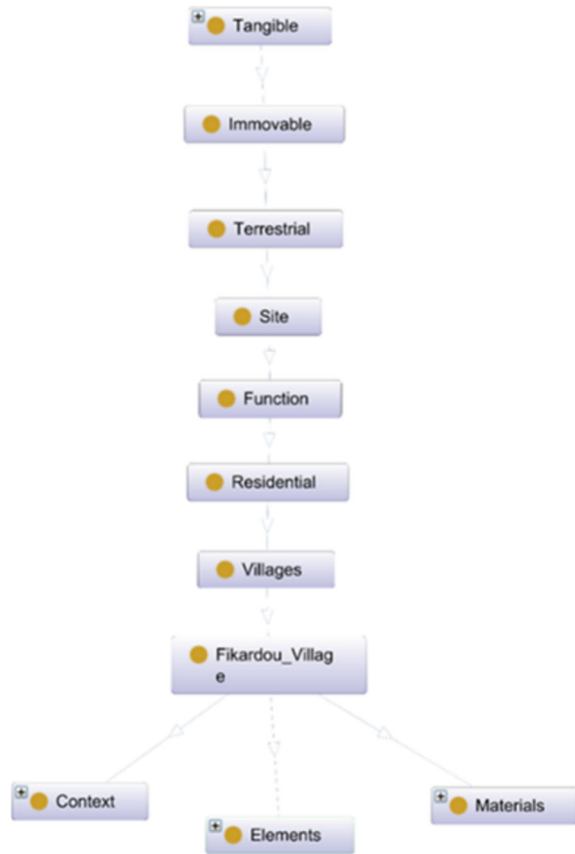 Tangible
Immovable
Terrestrial
Site
Function
Residential
Villages
Fikardou_Villag
e
Context
Elements
Materials